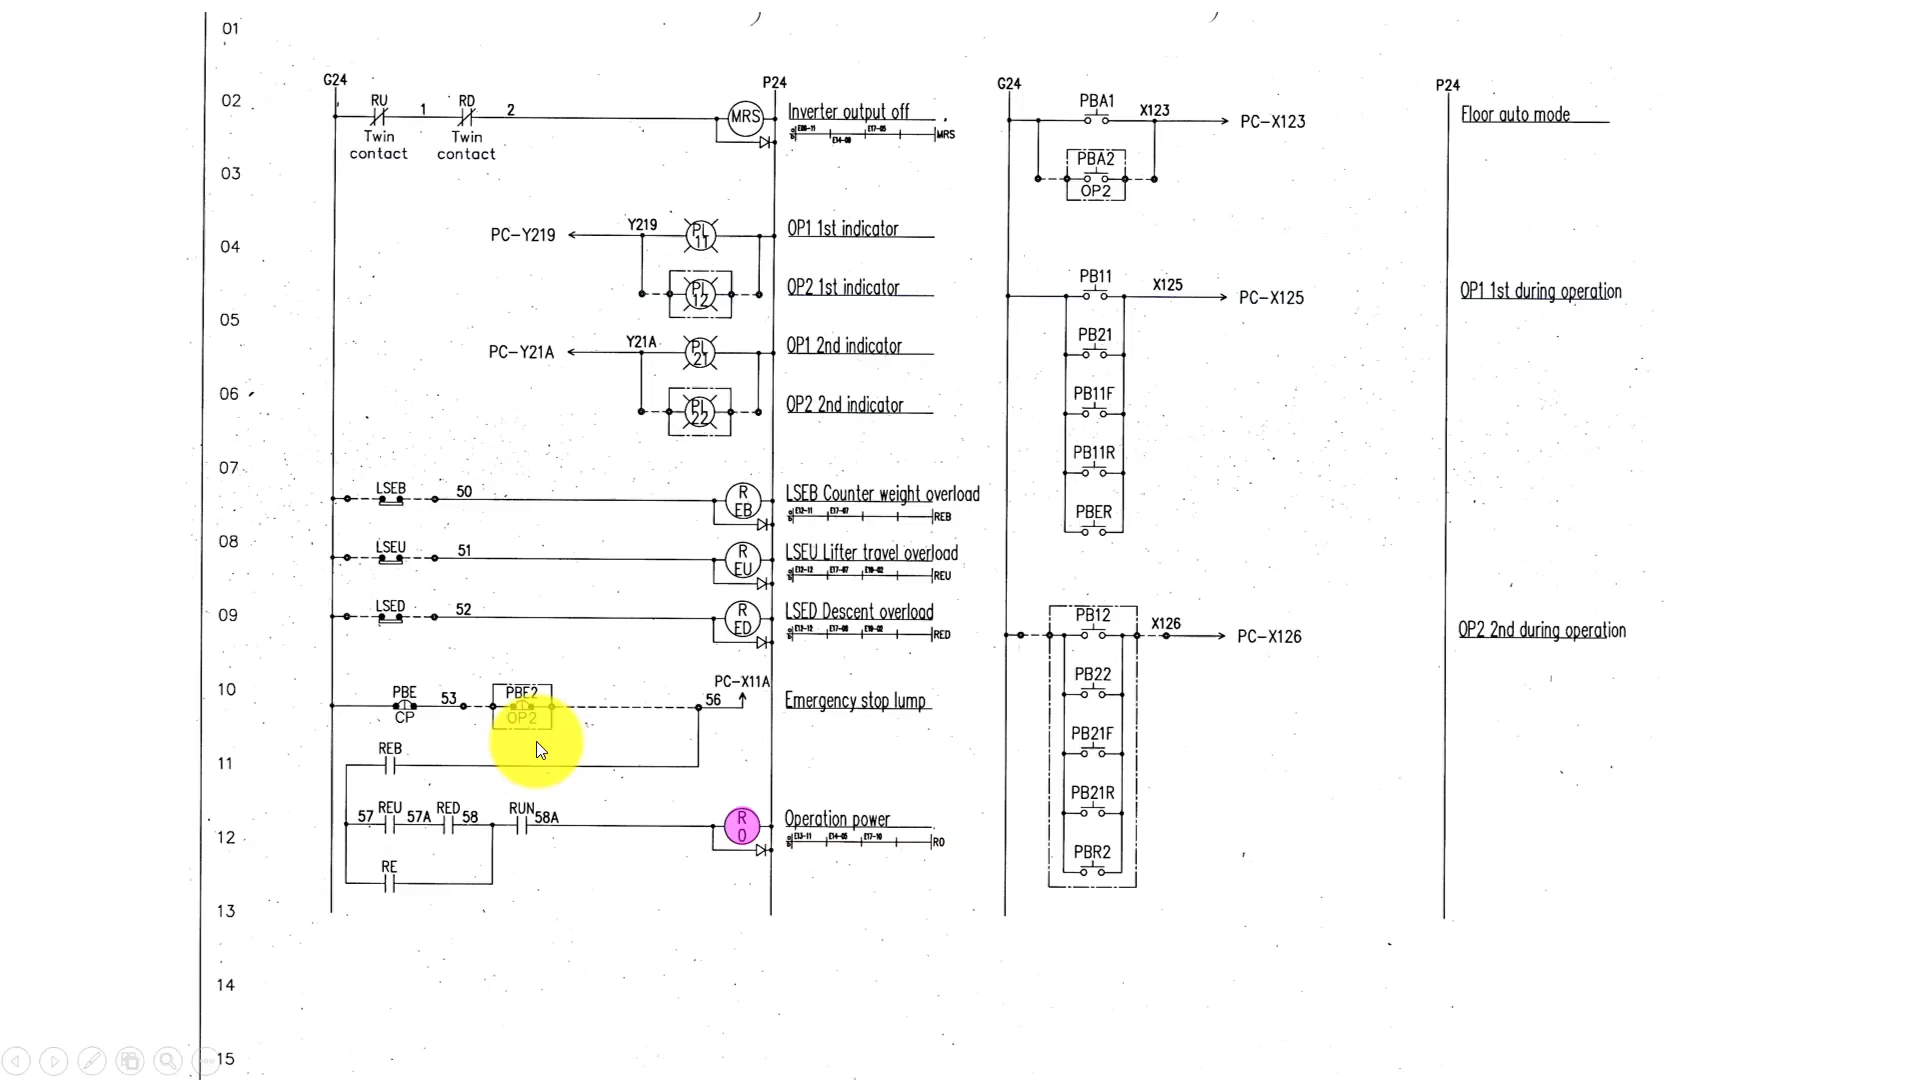 01
G24
P24
G24
P24
02
RU
1
RD
2
MRS
Inverter output off
MRS
Twin contact
Twin contact
PBA1
X123
PC-X123
Floor auto mode
03
PBA2
OP2
04
PC-Y219
Y219
PL 11
OP1 1st indicator
PL 12
OP2 1st indicator
PB11
X125
PC-X125
OP1 1st during operation
05
PC-Y21A
Y21A
PL 21
OP1 2nd indicator
PB21
06
PL 22
OP2 2nd indicator
PB11F
07
LSEB
50
R EB
LSEB Counter weight overload
REB
PB11R
PBER
08
LSEU
51
R EU
LSEU Lifter travel overload
REU
09
LSED
52
R ED
LSED Descent overload
RED
PB12
X126
PC-X126
OP2 2nd during operation
10
PBE
CP
53
PBE2
OP2
56
PC-X11A
Emergency stop lump
PB22
11
REB
PB21F
12
57
REU
57A
RED
58
RUN
58A
R 0
Operation power
R0
PB21R
RE
PBR2
13
14
15